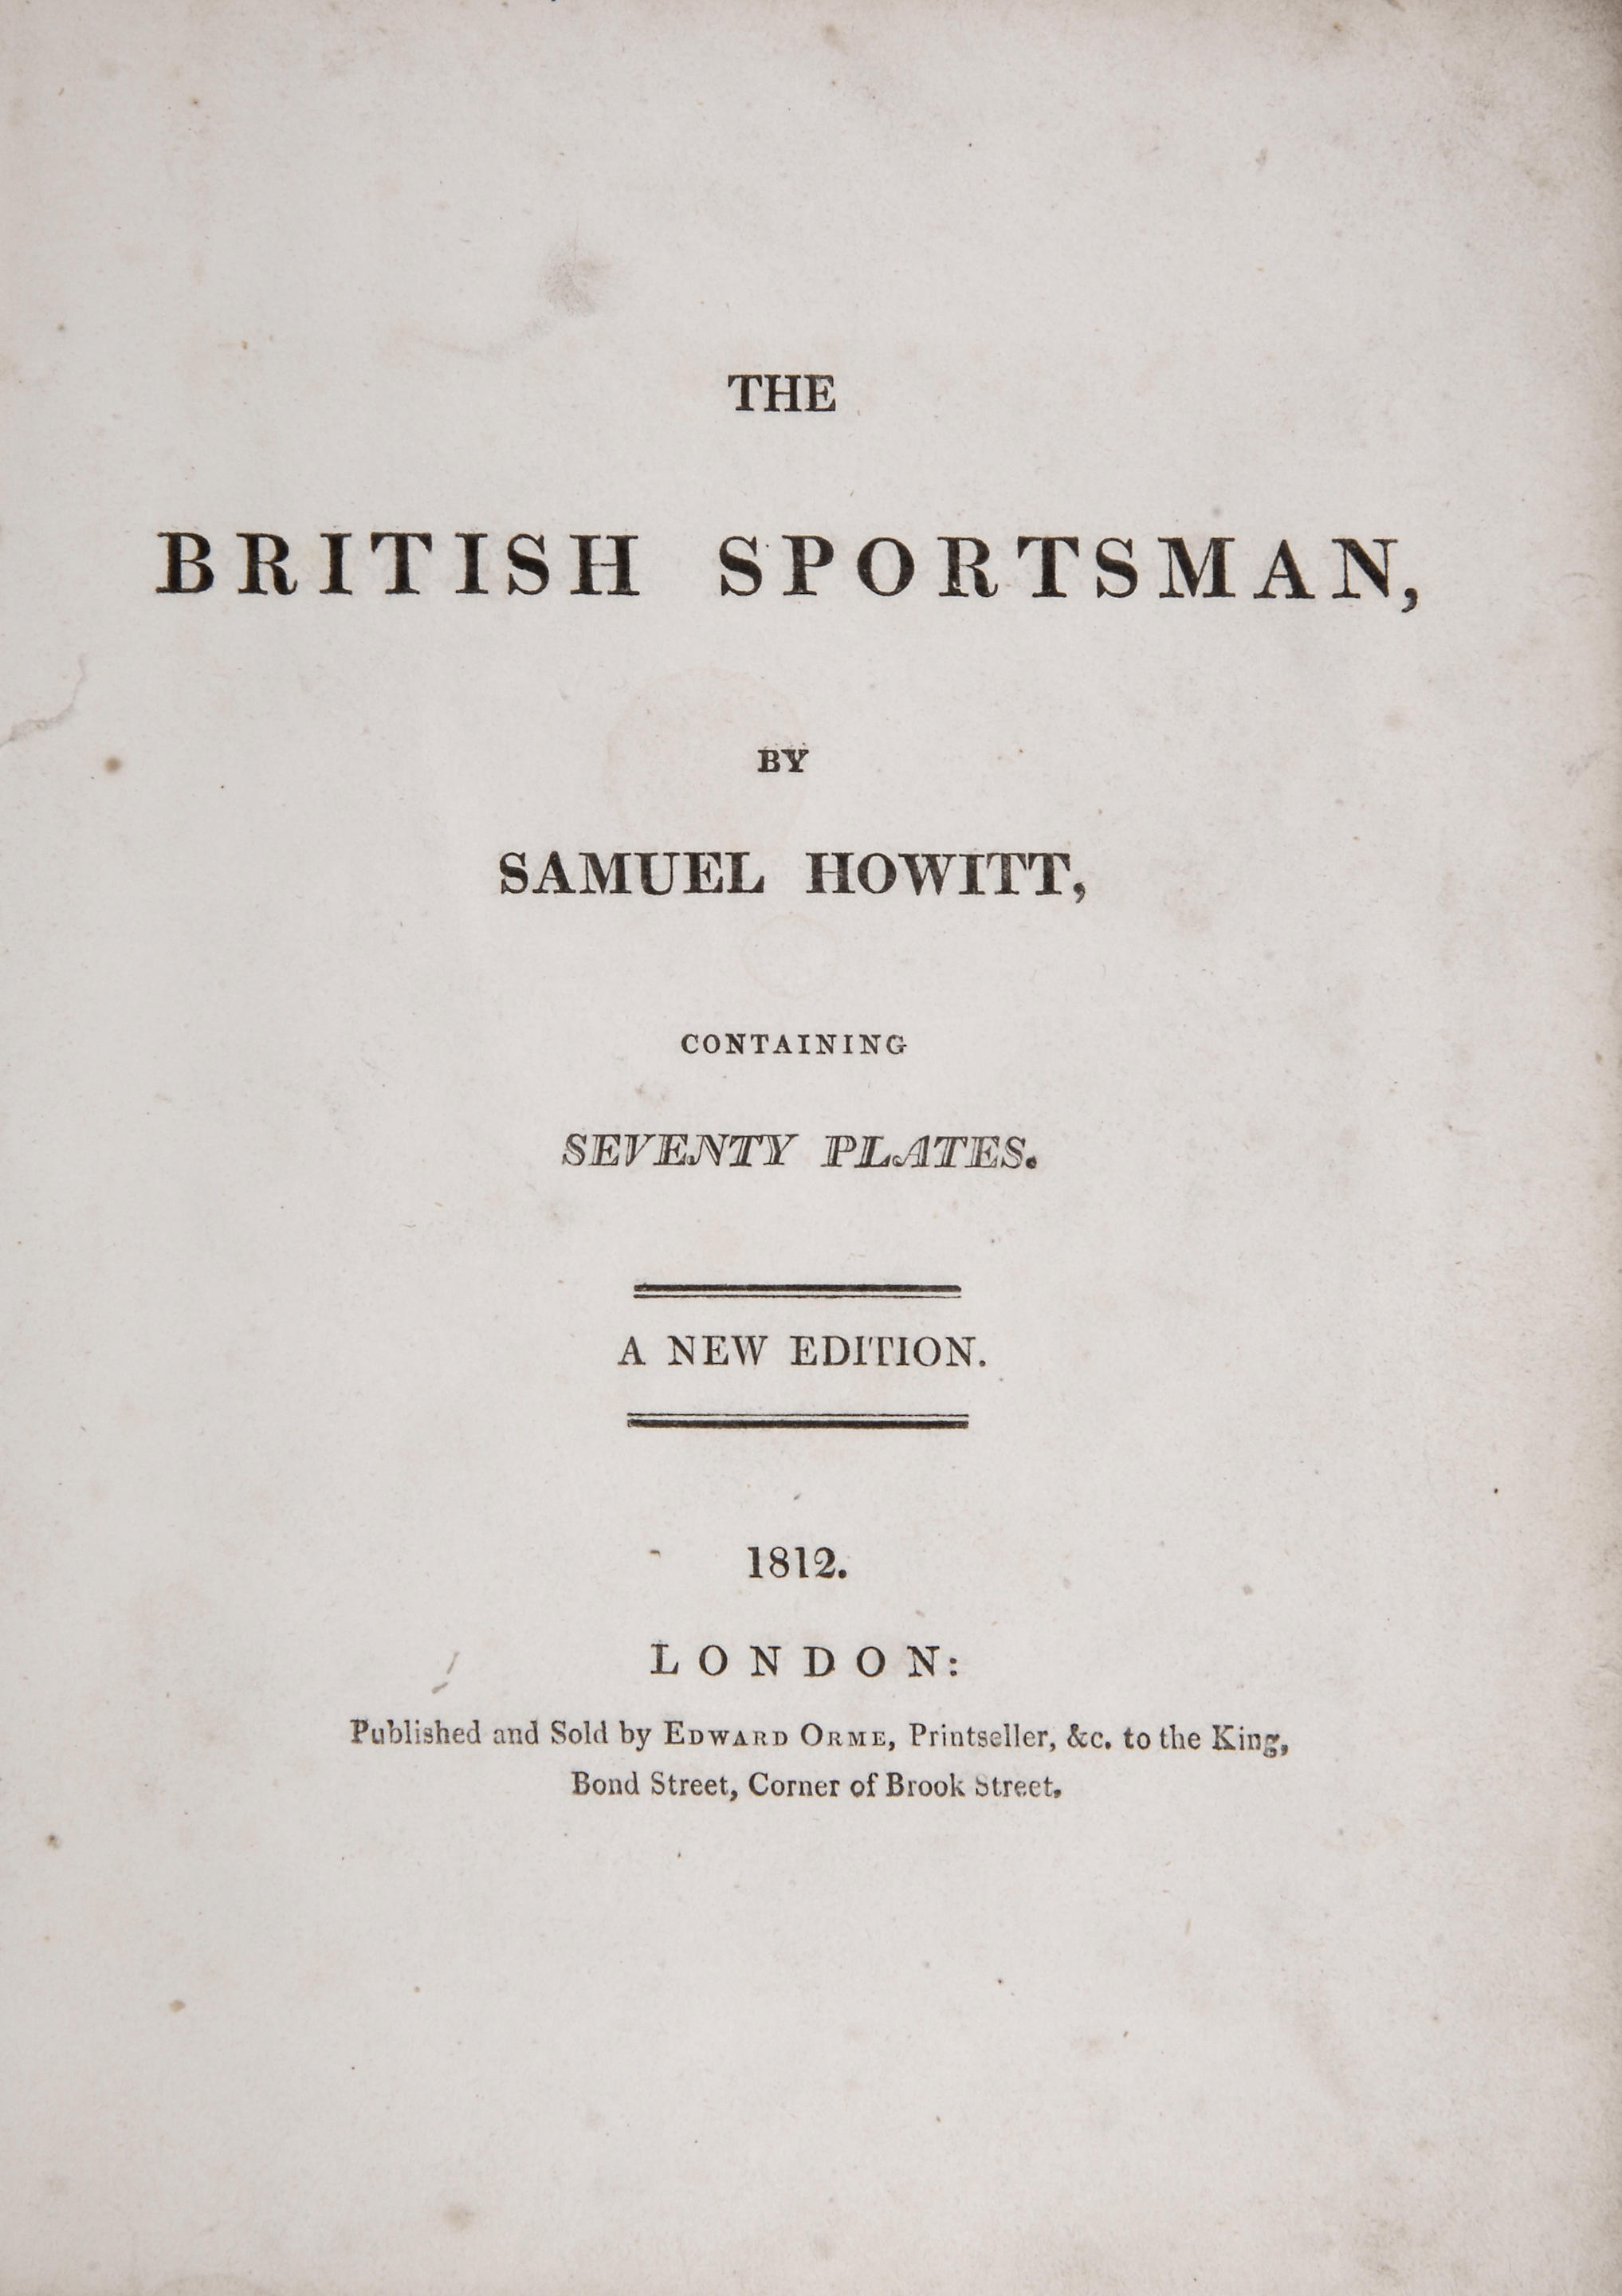 THE
BRITISH SPORTSMAN,
BY
SAMUEL HOWITT,
CONTAINING
SEVENTY PLATES.
A NEW EDITION.
1812.
LONDON:
Published and Sold by EDWARD ORME, Printseller, &c. to the King,
Bond Street, Corner of Brook Street.